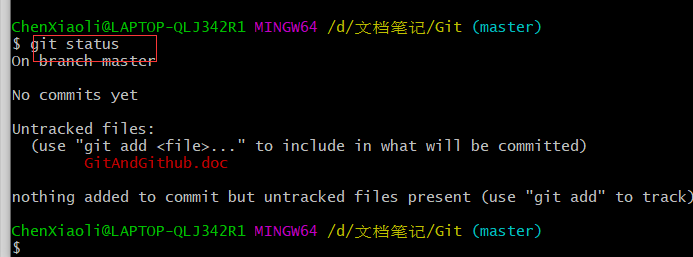 ChenXiaoli@LAPTOP-QLJ342R1 MINGW64 /d/文档笔记/Git (master)
$ git status
On branch master
No commits yet
Untracked files:
(use "git add <file>..." to include in what will be committed)
GitAndGithub.doc
nothing added to commit but untracked files present (use "git add" to track)
ChenXiaoli@LAPTOP-QLJ342R1 MINGW64 /d/文档笔记/Git (master)
$